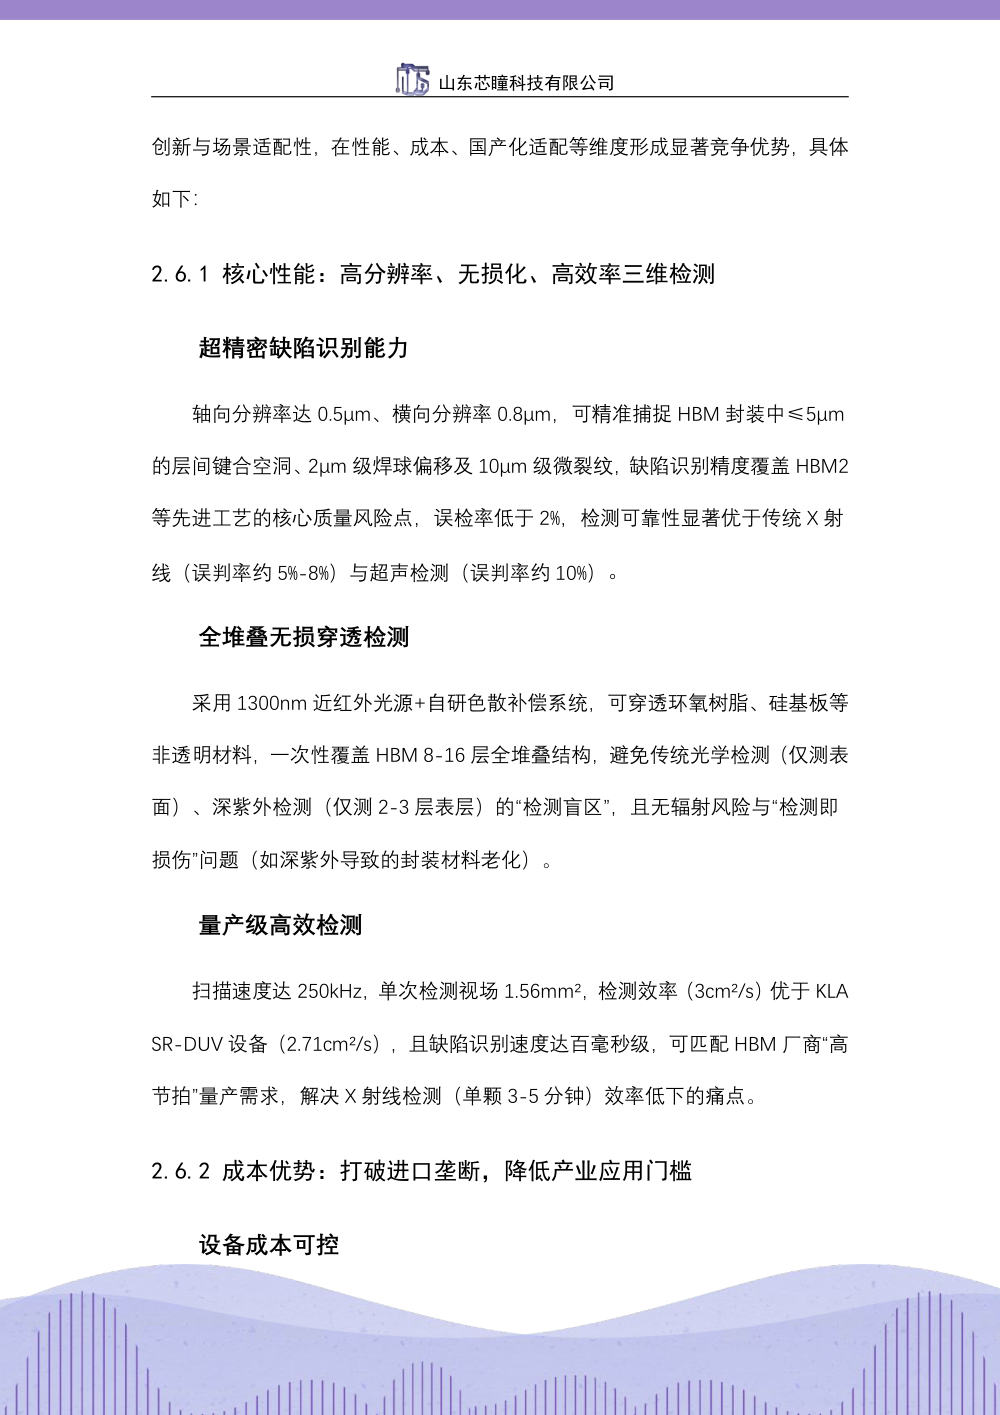 山东芯瞳科技有限公司
创新与场景适配性，在性能、成本、国产化适配等维度形成显著竞争优势，具体
如下：
2.6.1 核心性能：高分辨率、无损化、高效率三维检测
超精密缺陷识别能力
轴向分辨率达 0.5μm、横向分辨率 0.8μm，可精准捕捉 HBM 封装中≤5μm
的层间键合空洞、2μm 级焊球偏移及 10μm 级微裂纹，缺陷识别精度覆盖 HBM2
等先进工艺的核心质量风险点，误检率低于 2%，检测可靠性显著优于传统 X 射
线（误判率约 5%-8%）与超声检测（误判率约 10%）。
全堆叠无损穿透检测
采用 1300nm 近红外光源+自研色散补偿系统，可穿透环氧树脂、硅基板等
非透明材料，一次性覆盖 HBM 8-16 层全堆叠结构，避免传统光学检测（仅测表
面）、深紫外检测（仅测 2-3 层表层）的“检测盲区”，且无辐射风险与“检测即
损伤”问题（如深紫外导致的封装材料老化）。
量产级高效检测
扫描速度达 250kHz，单次检测视场 1.56mm²，检测效率（3cm²/s）优于 KLA
SR-DUV 设备（2.71cm²/s），且缺陷识别速度达百毫秒级，可匹配 HBM 厂商“高
节拍”量产需求，解决 X 射线检测（单颗 3-5 分钟）效率低下的痛点。
2.6.2 成本优势：打破进口垄断，降低产业应用门槛
设备成本可控